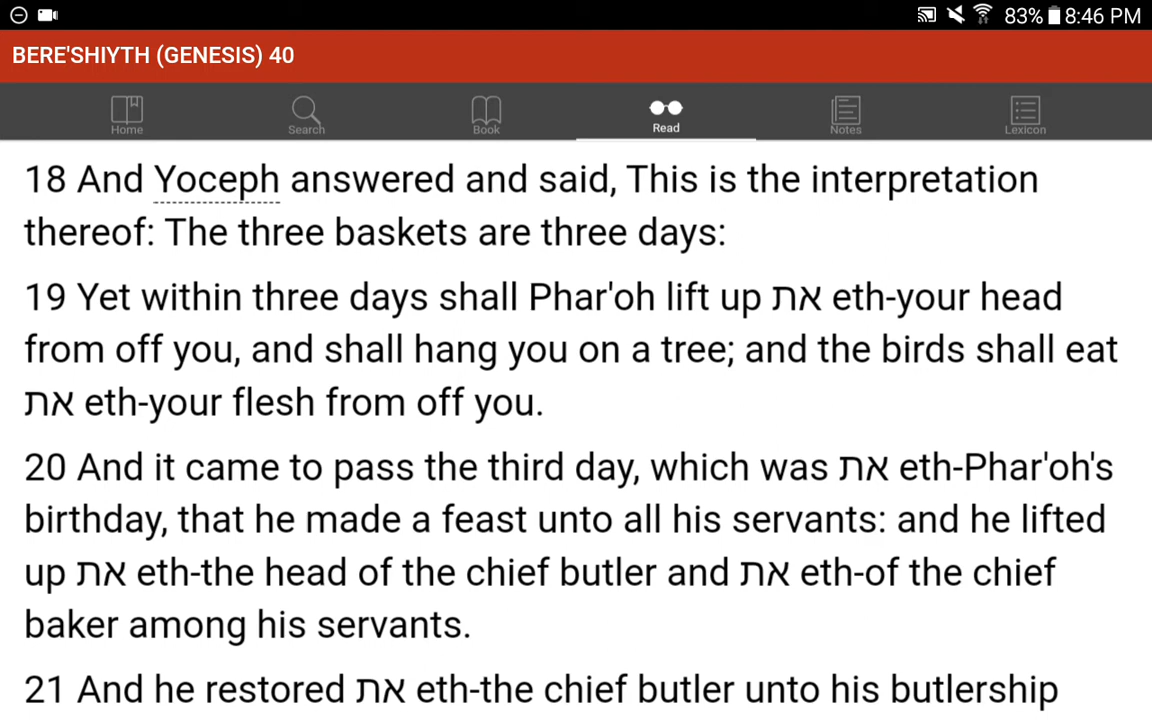 83% 8:46 PM
BERE'SHIYTH (GENESIS) 40
Home Search Book Read Notes Lexicon
18 And Yoceph answered and said, This is the interpretation
thereof: The three baskets are three days:
19 Yet within three days shall Phar'oh lift up את eth-your head
from off you, and shall hang you on a tree; and the birds shall eat
את eth-your flesh from off you.
20 And it came to pass the third day, which was את eth-Phar'oh's
birthday, that he made a feast unto all his servants: and he lifted
up את eth-the head of the chief butler and את eth-of the chief
baker among his servants.
21 And he restored את eth-the chief butler unto his butlership